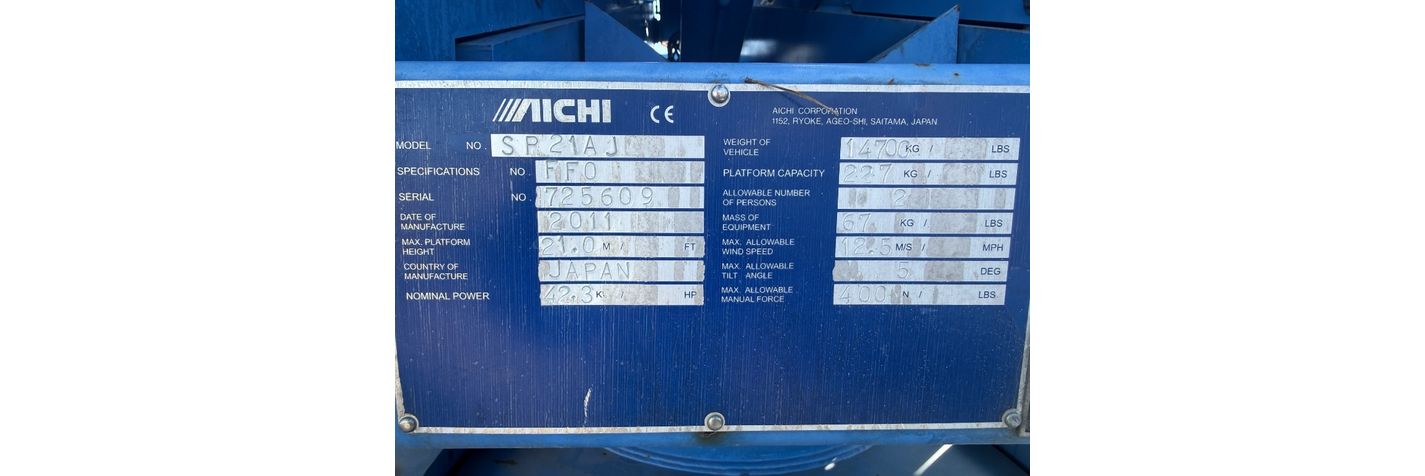 AICHI CE
AICHI CORPORATION
1152, RYOKE, AGEO-SHI, SAITAMA, JAPAN
MODEL NO. SP21AJ
SPECIFICATIONS NO. FFO
SERIAL NO. 725609
DATE OF
MANUFACTURE 2011
MAX. PLATFORM
HEIGHT 21.0 M / FT
COUNTRY OF
MANUFACTURE JAPAN
NOMINAL POWER 42.3 K / HP
WEIGHT OF
VEHICLE 14700 KG / LBS
PLATFORM CAPACITY 227 KG / LBS
ALLOWABLE NUMBER
OF PERSONS 2
MASS OF
EQUIPMENT 67 KG / LBS
MAX. ALLOWABLE
WIND SPEED 12.5 M/S / MPH
MAX. ALLOWABLE
TILT ANGLE 5 DEG
MAX. ALLOWABLE
MANUAL FORCE 400 N / LBS